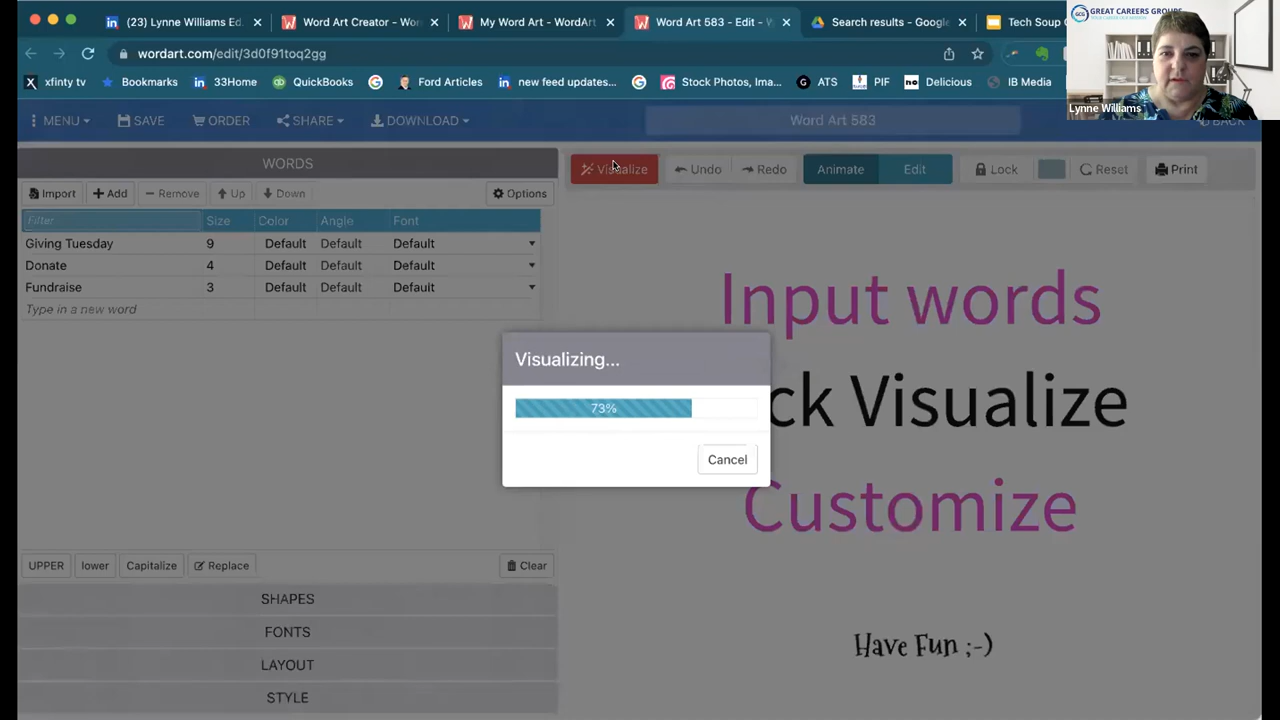 (23) Lynne Williams Ed.
Word Art Creator - Wor
My Word Art - WordArt
Word Art 583 - Edit - W
Search results - Google
Tech Soup C
GREAT CAREERS GROUPS
wordart.com/edit/3d0f91toq2gg
xfinty tv
Bookmarks
33Home
QuickBooks
Ford Articles
new feed updates...
Stock Photos, Ima...
ATS
PIF
Delicious
IB Media
Lynne Williams
MENU
SAVE
ORDER
SHARE
DOWNLOAD
Word Art 583
BACK
WORDS
Visualize
Undo
Redo
Animate
Edit
Lock
Reset
Print
Import
Add
Remove
Up
Down
Options
Filter
Size
Color
Angle
Font
Giving Tuesday 9 Default Default Default
Donate 4 Default Default Default
Fundraise 3 Default Default Default
Type in a new word
Input words
ck Visualize
Customize
Have Fun ;-)
Visualizing...
73%
Cancel
UPPER
lower
Capitalize
Replace
Clear
SHAPES
FONTS
LAYOUT
STYLE